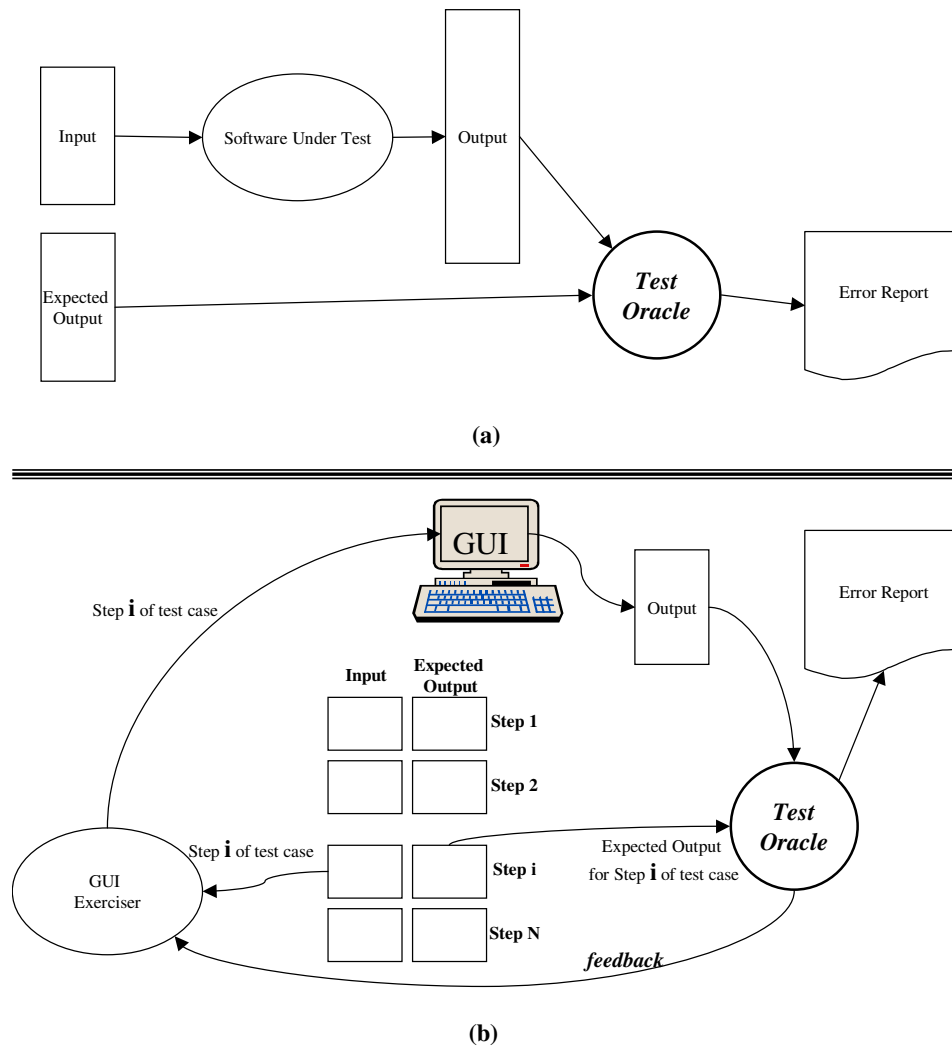 Input
Software Under Test
Output
Expected
Output
Test
Oracle
Error Report
(a)
GUI
Step i of test case
Output
Error Report
Input
Expected
Output
Step 1
Step 2
Step i of test case
Step i
Step N
GUI
Exerciser
Expected Output
for Step i of test case
Test
Oracle
feedback
(b)